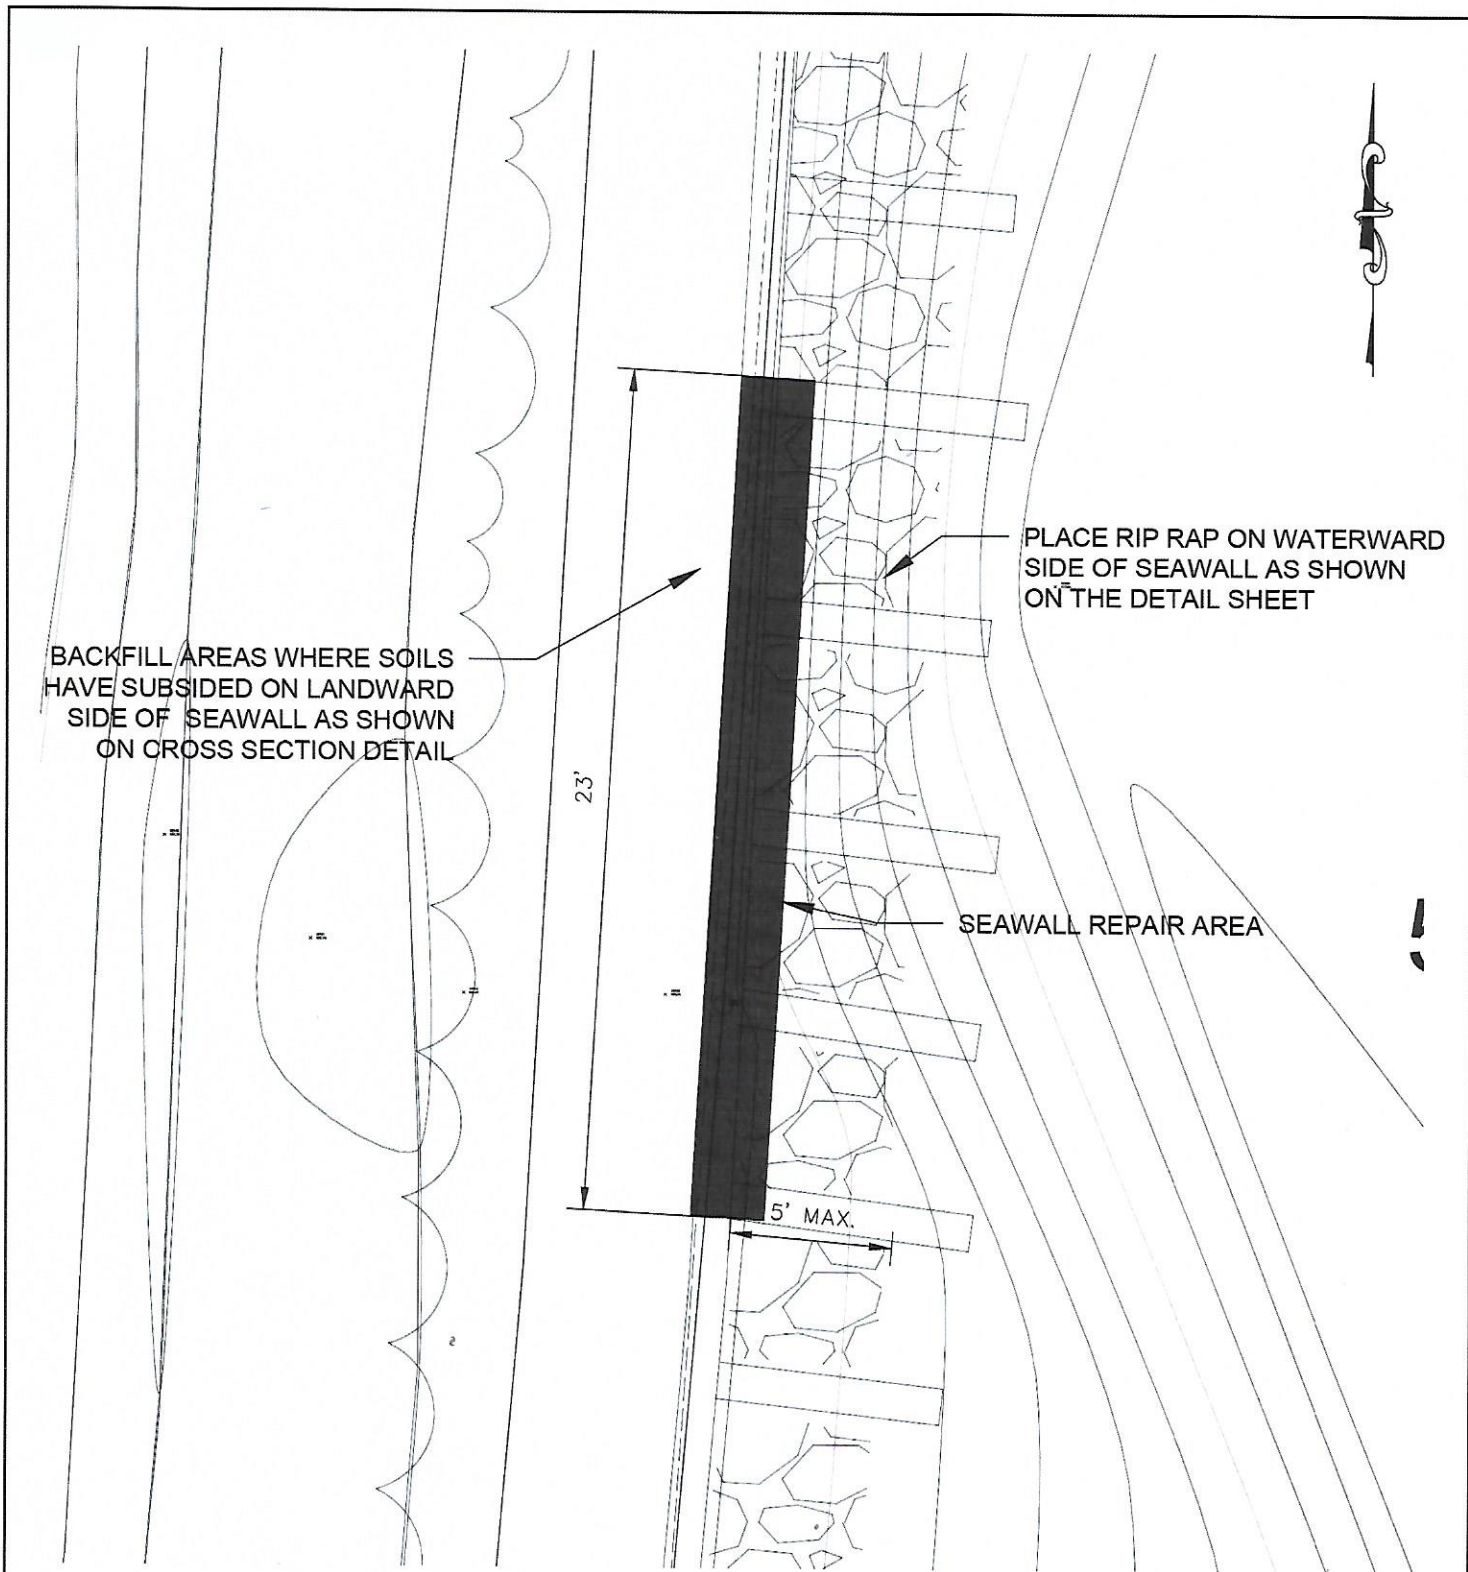 PLACE RIP RAP ON WATERWARD
SIDE OF SEAWALL AS SHOWN
ON THE DETAIL SHEET
BACKFILL AREAS WHERE SOILS
HAVE SUBSIDED ON LANDWARD
SIDE OF SEAWALL AS SHOWN
ON CROSS SECTION DETAIL
23'
SEAWALL REPAIR AREA
5' MAX.